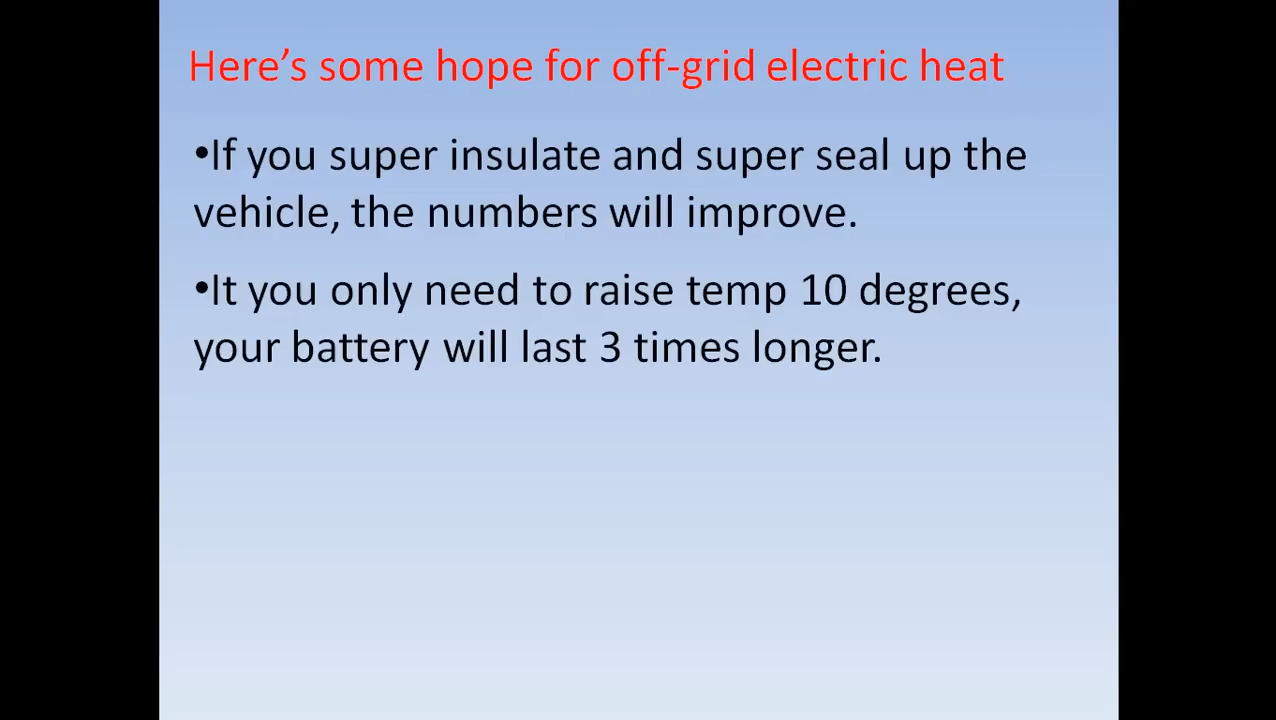 Here’s some hope for off-grid electric heat
•If you super insulate and super seal up the
vehicle, the numbers will improve.
•It you only need to raise temp 10 degrees,
your battery will last 3 times longer.